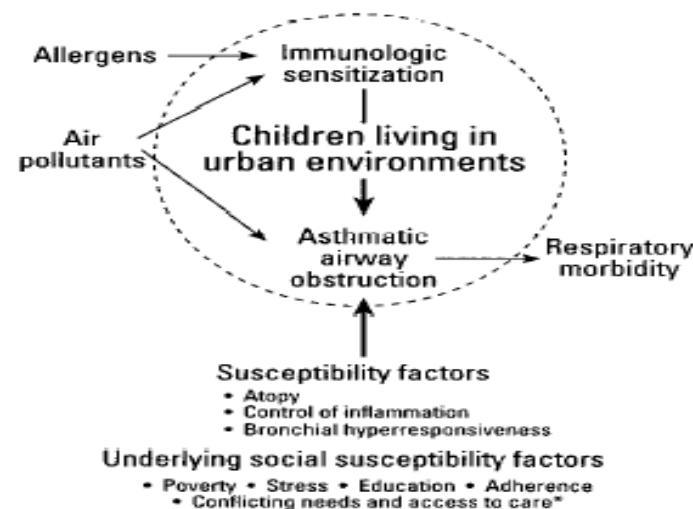 Allergens
Immunologic
sensitization
Air
pollutants
Children living in
urban environments
Asthmatic
airway
obstruction
Respiratory
morbidity
Susceptibility factors
• Atopy
• Control of inflammation
• Bronchial hyperresponsiveness
Underlying social susceptibility factors
• Poverty • Stress • Education • Adherence
• Conflicting needs and access to care*